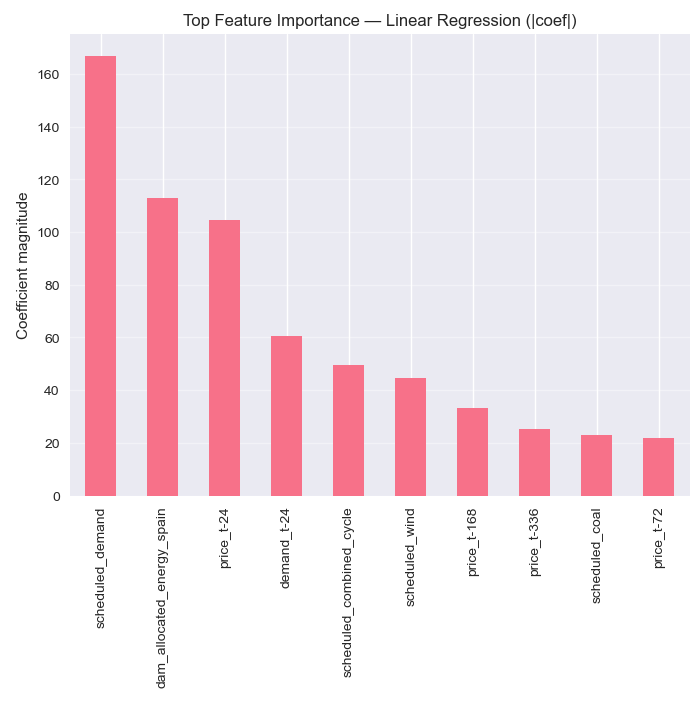 Top Feature Importance — Linear Regression (|coef|)
Coefficient magnitude
160
140
120
100
80
60
40
20
0
scheduled_demand
dam_allocated_energy_spain
price_t-24
demand_t-24
scheduled_combined_cycle
scheduled_wind
price_t-168
price_t-336
scheduled_coal
price_t-72